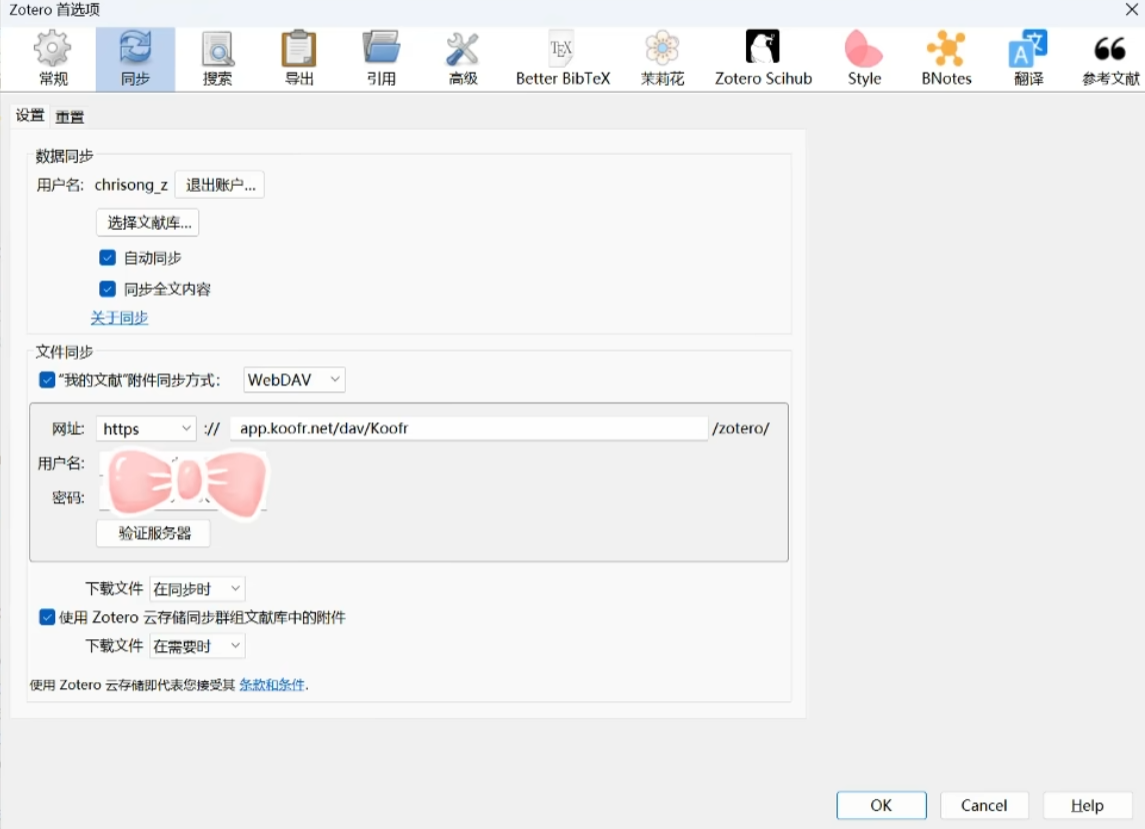 Zotero 首选项
常规 同步 搜索 导出 引用 高级 Better BibTeX 茉莉花 Zotero Scihub Style BNotes 翻译 参考文献
设置 重置
数据同步
用户名: chrisong_z 退出账户...
选择文献库...
自动同步
同步全文内容
关于同步
文件同步
“我的文献”附件同步方式: WebDAV
网址: https :// app.koofr.net/dav/Koofr /zotero/
用户名:
密码:
验证服务器
下载文件 在同步时
使用 Zotero 云存储同步群组文献库中的附件
下载文件 在需要时
使用 Zotero 云存储即代表您接受其 条款和条件.
OK Cancel Help